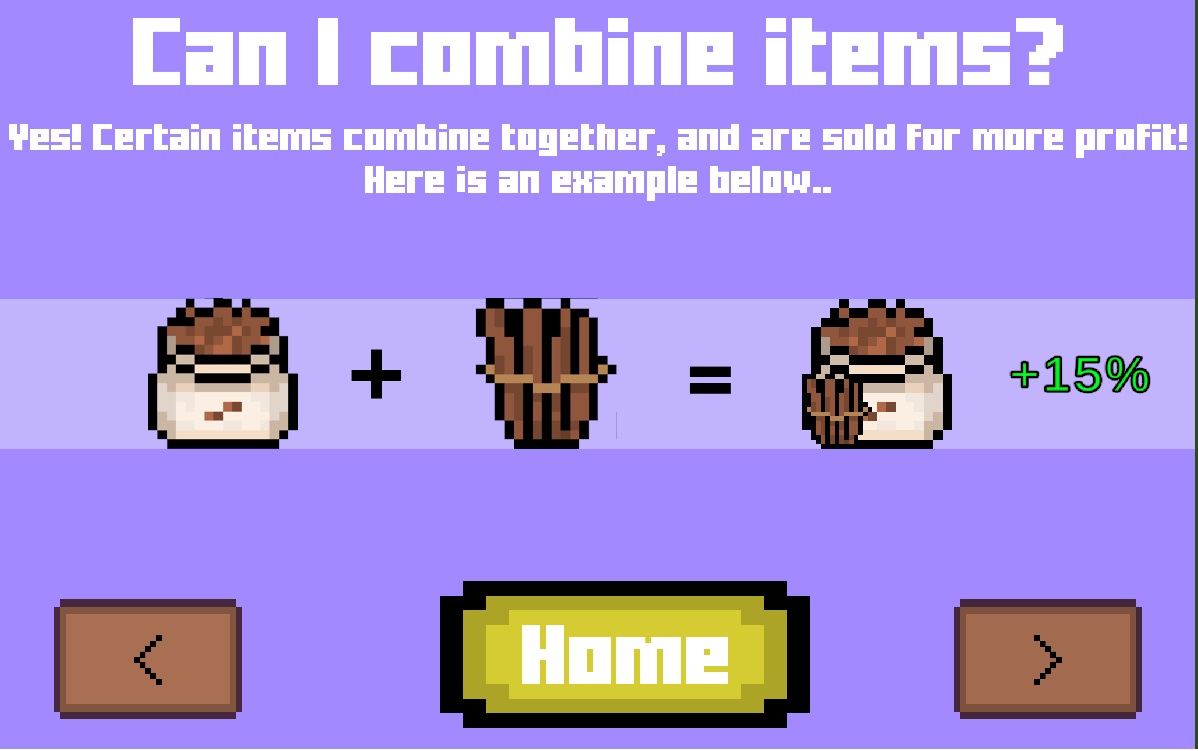 Can I combine items?
Yes! Certain items combine together, and are sold for more profit!
Here is an example below..
+ = +15%
< Home >